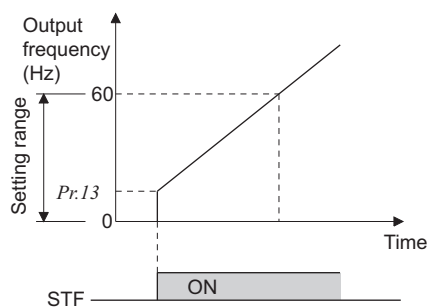 Output
frequency
(Hz)
Setting range
60
Pr.13
0
Time
STF
ON